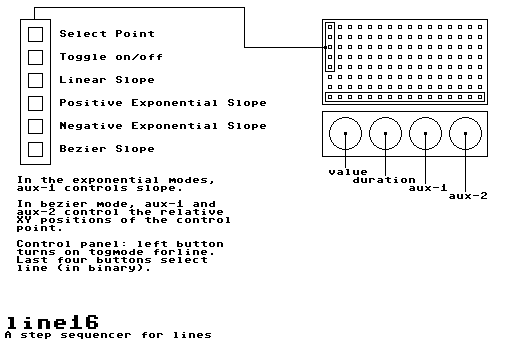 Select Point
Toggle on/off
Linear Slope
Positive Exponential Slope
Negative Exponential Slope
Bezier Slope
value
duration
aux-1
aux-2
In the exponential modes,
aux-1 controls slope.
In bezier mode, aux-1 and
aux-2 control the relative
XY positions of the control
point.
Control panel: left button
turns on togmode forline.
Last four buttons select
line (in binary).
line16
A step sequencer for lines